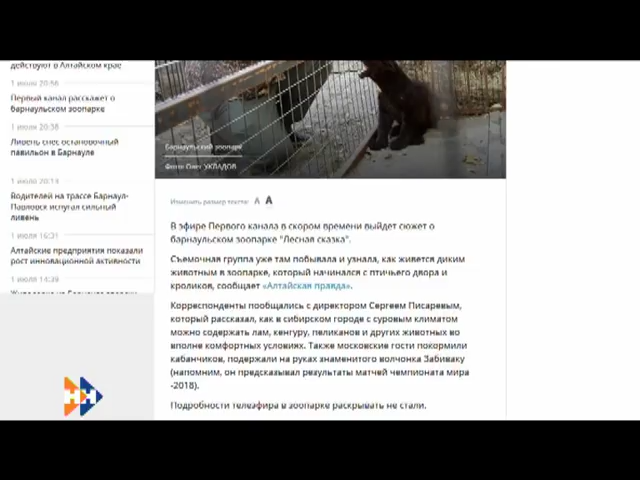 действуют в Алтайском крае
1 июля 20:56
Первый канал расскажет о
барнаульском зоопарке
1 июля 20:38
Ливень снес остановочный
павильон в Барнауле
1 июля 20:13
Водителей на трассе Барнаул-
Павловск испугал сильный
ливень
1 июля 16:31
Алтайские предприятия показали
рост инновационной активности
1 июля 14:39
Барнаульский зоопарк
Фото: Олег УКЛАДОВ
Изменить размер текста: A A
В эфире Первого канала в скором времени выйдет сюжет о
барнаульском зоопарке "Лесная сказка".
Съемочная группа уже там побывала и узнала, как живется диким
животным в зоопарке, который начинался с птичьего двора и
кроликов, сообщает «Алтайская правда».
Корреспонденты пообщались с директором Сергеем Писаревым,
который рассказал, как в сибирском городе с суровым климатом
можно содержать лам, кенгуру, пеликанов и других животных во
вполне комфортных условиях. Также московские гости покормили
кабанчиков, подержали на руках знаменитого волчонка Забиваку
(напомним, он предсказывал результаты матчей чемпионата мира
-2018).
Подробности телеэфира в зоопарке раскрывать не стали.
НН